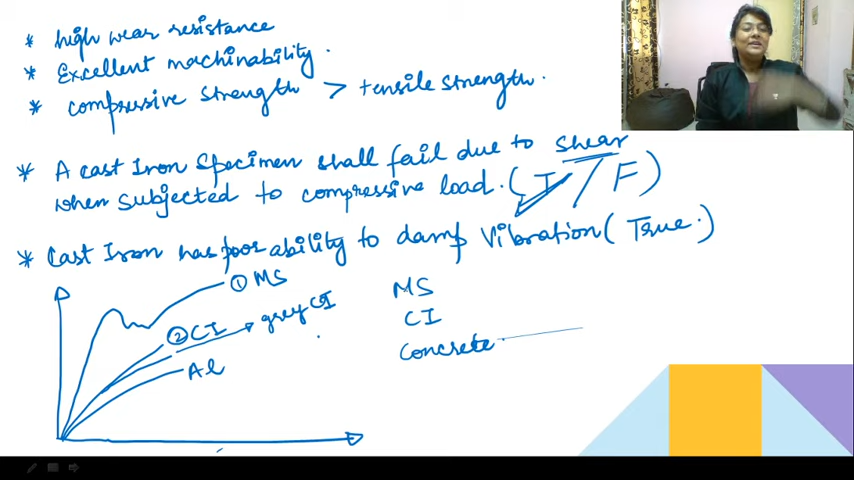 * high wear resistance
* Excellent machinability.
* compressive strength > tensile strength.
* A cast Iron specimen shall fail due to shear
when subjected to compressive load. (T / F)
* Cast Iron has poor ability to damp vibration (True.)
① MS
② CI → grey CI
Al
MS
CI
Concrete